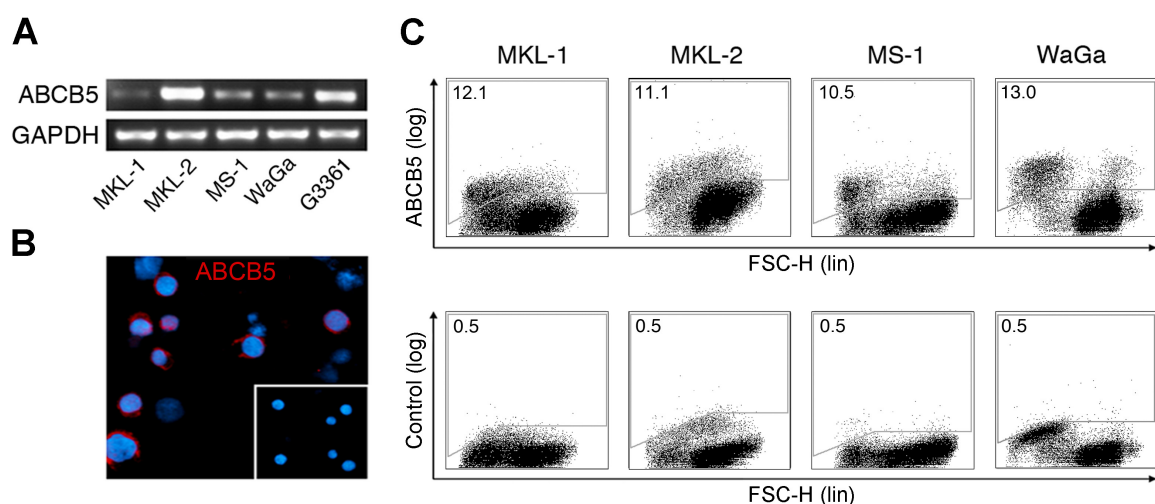 A
ABCB5
GAPDH
MKL-1
MKL-2
MS-1
WaGa
G3361
B
ABCB5
C
MKL-1 MKL-2 MS-1 WaGa
ABCB5 (log)
12.1 11.1 10.5 13.0
FSC-H (lin)
Control (log)
0.5 0.5 0.5 0.5
FSC-H (lin)